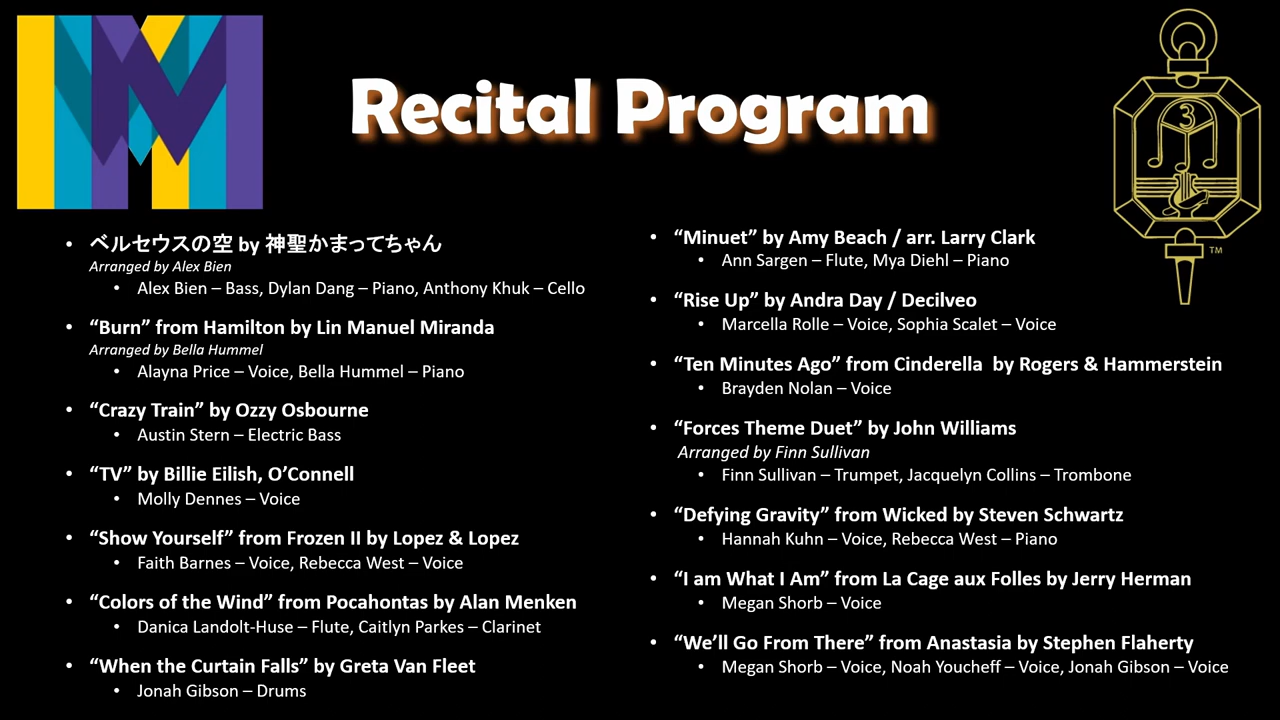 Recital Program
3
TM
• ベルセウスの空 by 神聖かまってちゃん
Arranged by Alex Bien
• Alex Bien – Bass, Dylan Dang – Piano, Anthony Khuk – Cello
• “Burn” from Hamilton by Lin Manuel Miranda
Arranged by Bella Hummel
• Alayna Price – Voice, Bella Hummel – Piano
• “Crazy Train” by Ozzy Osbourne
• Austin Stern – Electric Bass
• “TV” by Billie Eilish, O’Connell
• Molly Dennes – Voice
• “Show Yourself” from Frozen II by Lopez & Lopez
• Faith Barnes – Voice, Rebecca West – Voice
• “Colors of the Wind” from Pocahontas by Alan Menken
• Danica Landolt-Huse – Flute, Caitlyn Parkes – Clarinet
• “When the Curtain Falls” by Greta Van Fleet
• Jonah Gibson – Drums
• “Minuet” by Amy Beach / arr. Larry Clark
• Ann Sargen – Flute, Mya Diehl – Piano
• “Rise Up” by Andra Day / Decilveo
• Marcella Rolle – Voice, Sophia Scalet – Voice
• “Ten Minutes Ago” from Cinderella  by Rogers & Hammerstein
• Brayden Nolan – Voice
• “Forces Theme Duet” by John Williams
Arranged by Finn Sullivan
• Finn Sullivan – Trumpet, Jacquelyn Collins – Trombone
• “Defying Gravity” from Wicked by Steven Schwartz
• Hannah Kuhn – Voice, Rebecca West – Piano
• “I am What I Am” from La Cage aux Folles by Jerry Herman
• Megan Shorb – Voice
• “We’ll Go From There” from Anastasia by Stephen Flaherty
• Megan Shorb – Voice, Noah Youcheff – Voice, Jonah Gibson – Voice